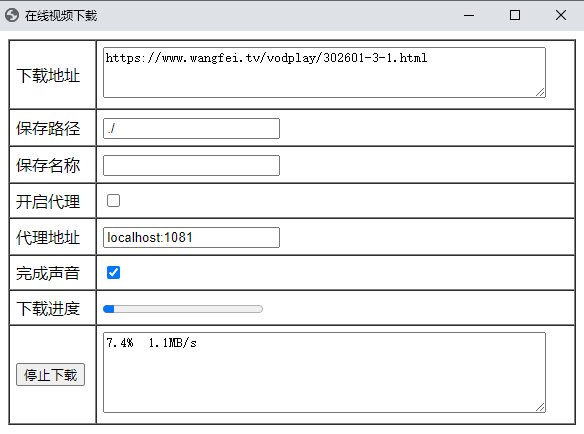 在线视频下载
下载地址
https://www.wangfei.tv/vodplay/302601-3-1.html
保存路径
./
保存名称
开启代理
代理地址
localhost:1081
完成声音
下载进度
停止下载
7.4% 1.1MB/s